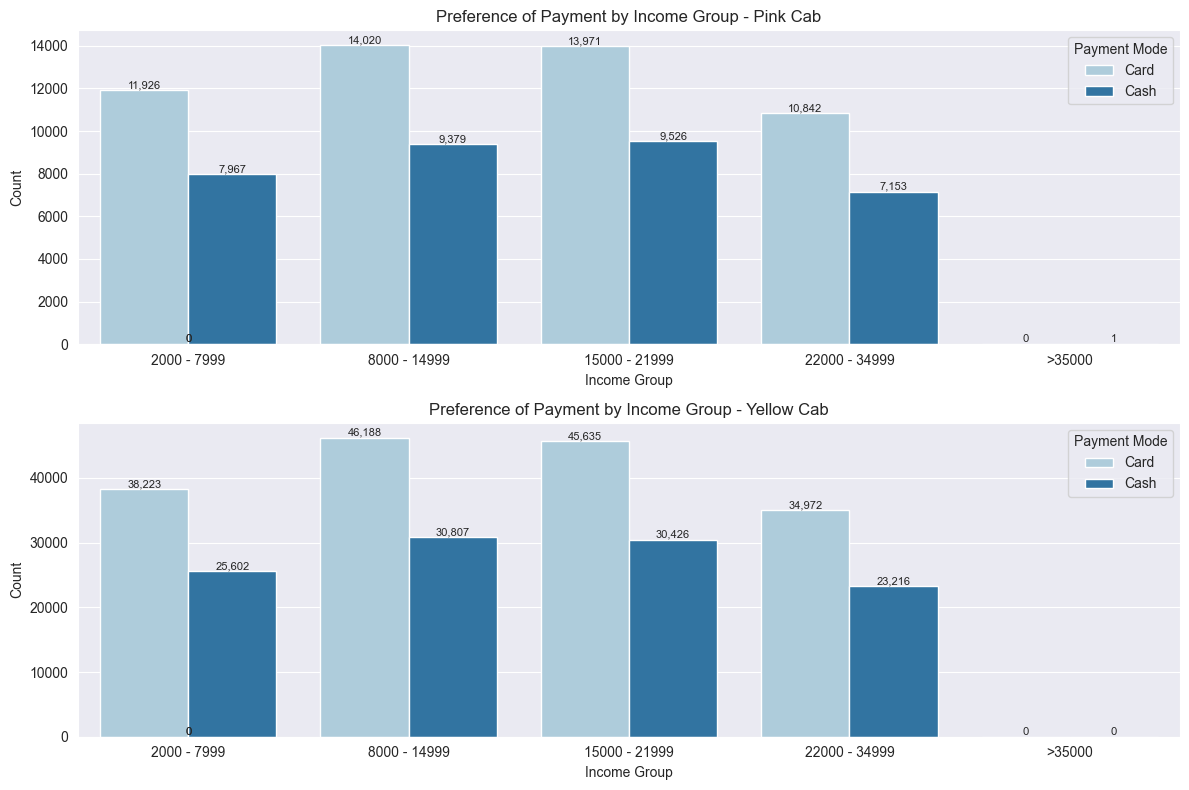 Preference of Payment by Income Group - Pink Cab
14000
12000
10000
8000
6000
4000
2000
0
Count
11,926
7,967
0
14,020
9,379
13,971
9,526
10,842
7,153
0
1
Payment Mode
Card
Cash
2000 - 7999
8000 - 14999
15000 - 21999
22000 - 34999
>35000
Income Group
Preference of Payment by Income Group - Yellow Cab
40000
30000
20000
10000
0
Count
38,223
25,602
0
46,188
30,807
45,635
30,426
34,972
23,216
0
0
Payment Mode
Card
Cash
2000 - 7999
8000 - 14999
15000 - 21999
22000 - 34999
>35000
Income Group